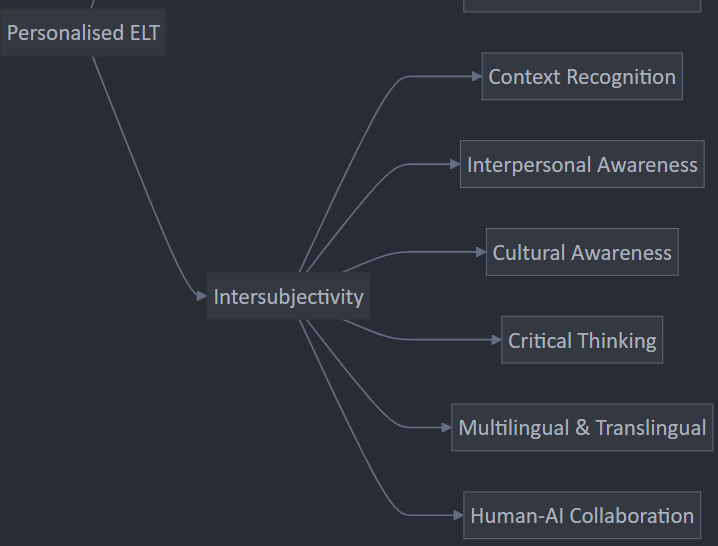 Personalised ELT
Context Recognition
Interpersonal Awareness
Cultural Awareness
Intersubjectivity
Critical Thinking
Multilingual & Translingual
Human-AI Collaboration